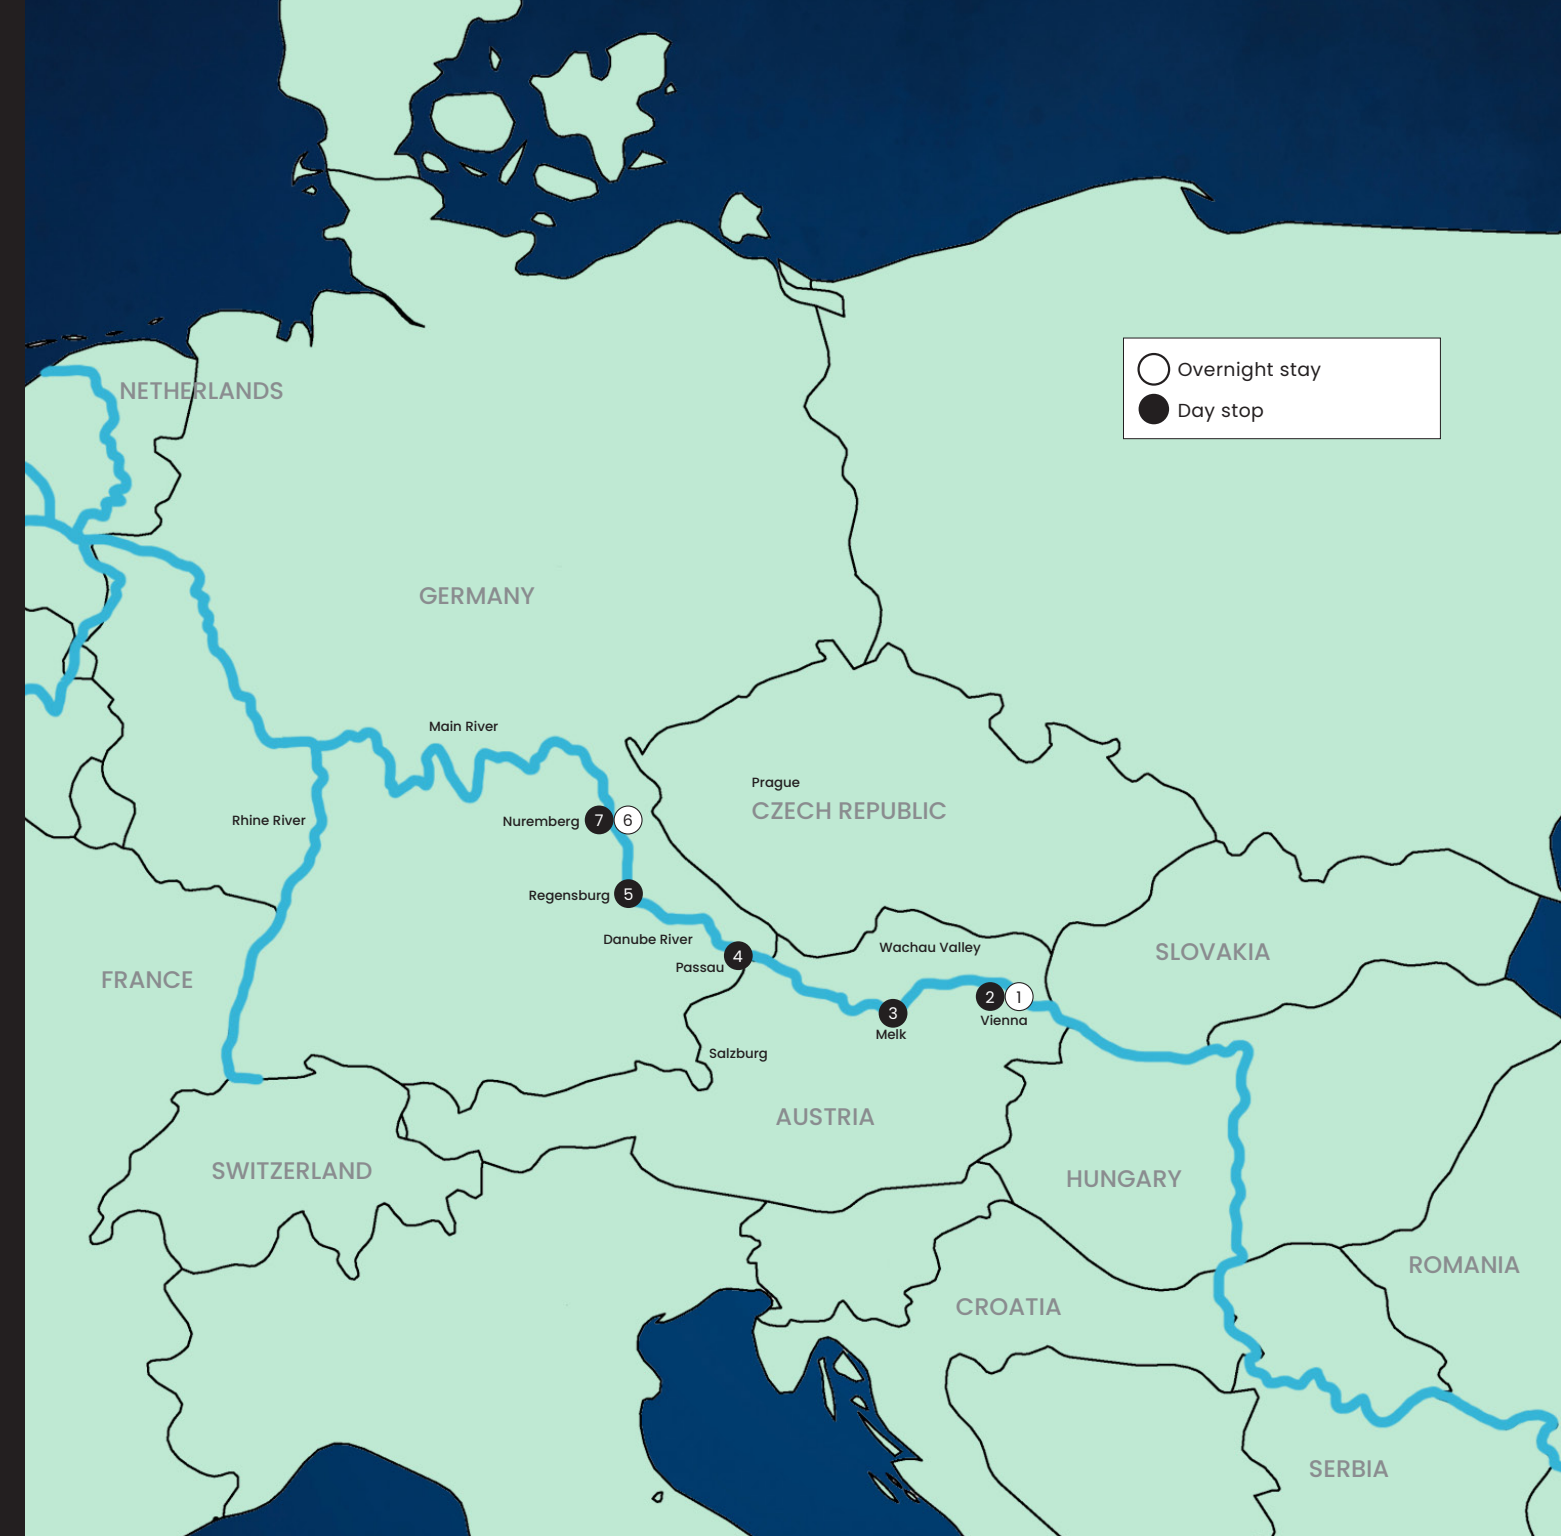 NETHERLANDS
Overnight stay
Day stop
GERMANY
Main River
Prague
CZECH REPUBLIC
Rhine River
Nuremberg 7 6
Regensburg 5
Danube River
Passau 4
Wachau Valley
SLOVAKIA
FRANCE
2 1
Vienna
3
Melk
Salzburg
AUSTRIA
SWITZERLAND
HUNGARY
ROMANIA
CROATIA
SERBIA